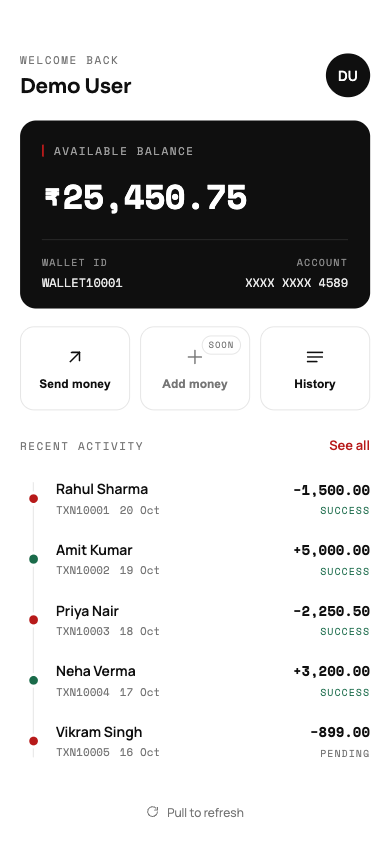 WELCOME BACK
Demo User
DU
AVAILABLE BALANCE
₹25,450.75
WALLET ID
WALLET10001
ACCOUNT
XXXX XXXX 4589
Send money
SOON
Add money
History
RECENT ACTIVITY
See all
Rahul Sharma
−1,500.00
TXN10001 20 Oct
SUCCESS
Amit Kumar
+5,000.00
TXN10002 19 Oct
SUCCESS
Priya Nair
−2,250.50
TXN10003 18 Oct
SUCCESS
Neha Verma
+3,200.00
TXN10004 17 Oct
SUCCESS
Vikram Singh
−899.00
TXN10005 16 Oct
PENDING
Pull to refresh